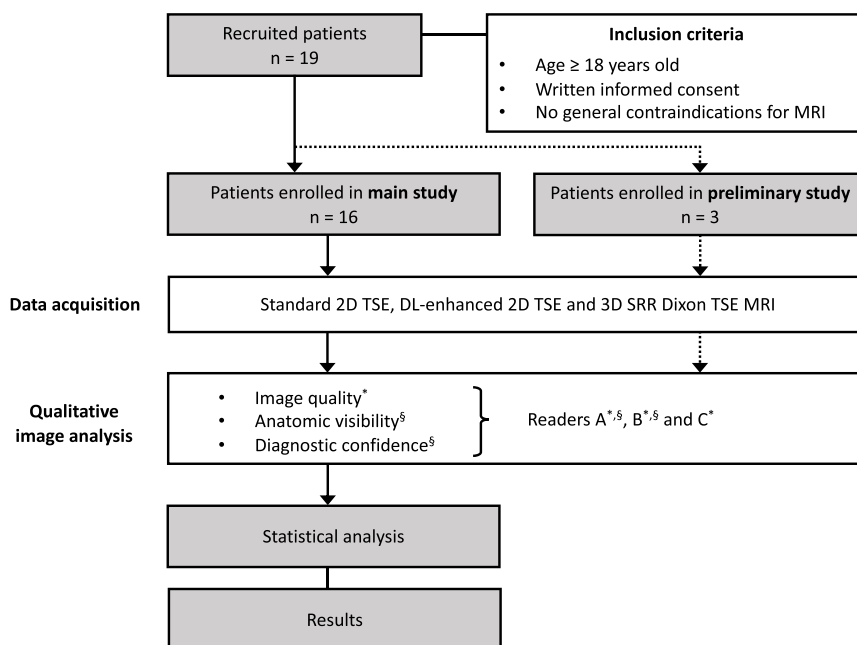 Recruited patients
n = 19
Inclusion criteria
• Age ≥ 18 years old
• Written informed consent
• No general contraindications for MRI
Patients enrolled in main study
n = 16
Patients enrolled in preliminary study
n = 3
Data acquisition
Standard 2D TSE, DL-enhanced 2D TSE and 3D SRR Dixon TSE MRI
Qualitative
image analysis
• Image quality*
• Anatomic visibility§
• Diagnostic confidence§
Readers A*,§, B*,§ and C*
Statistical analysis
Results